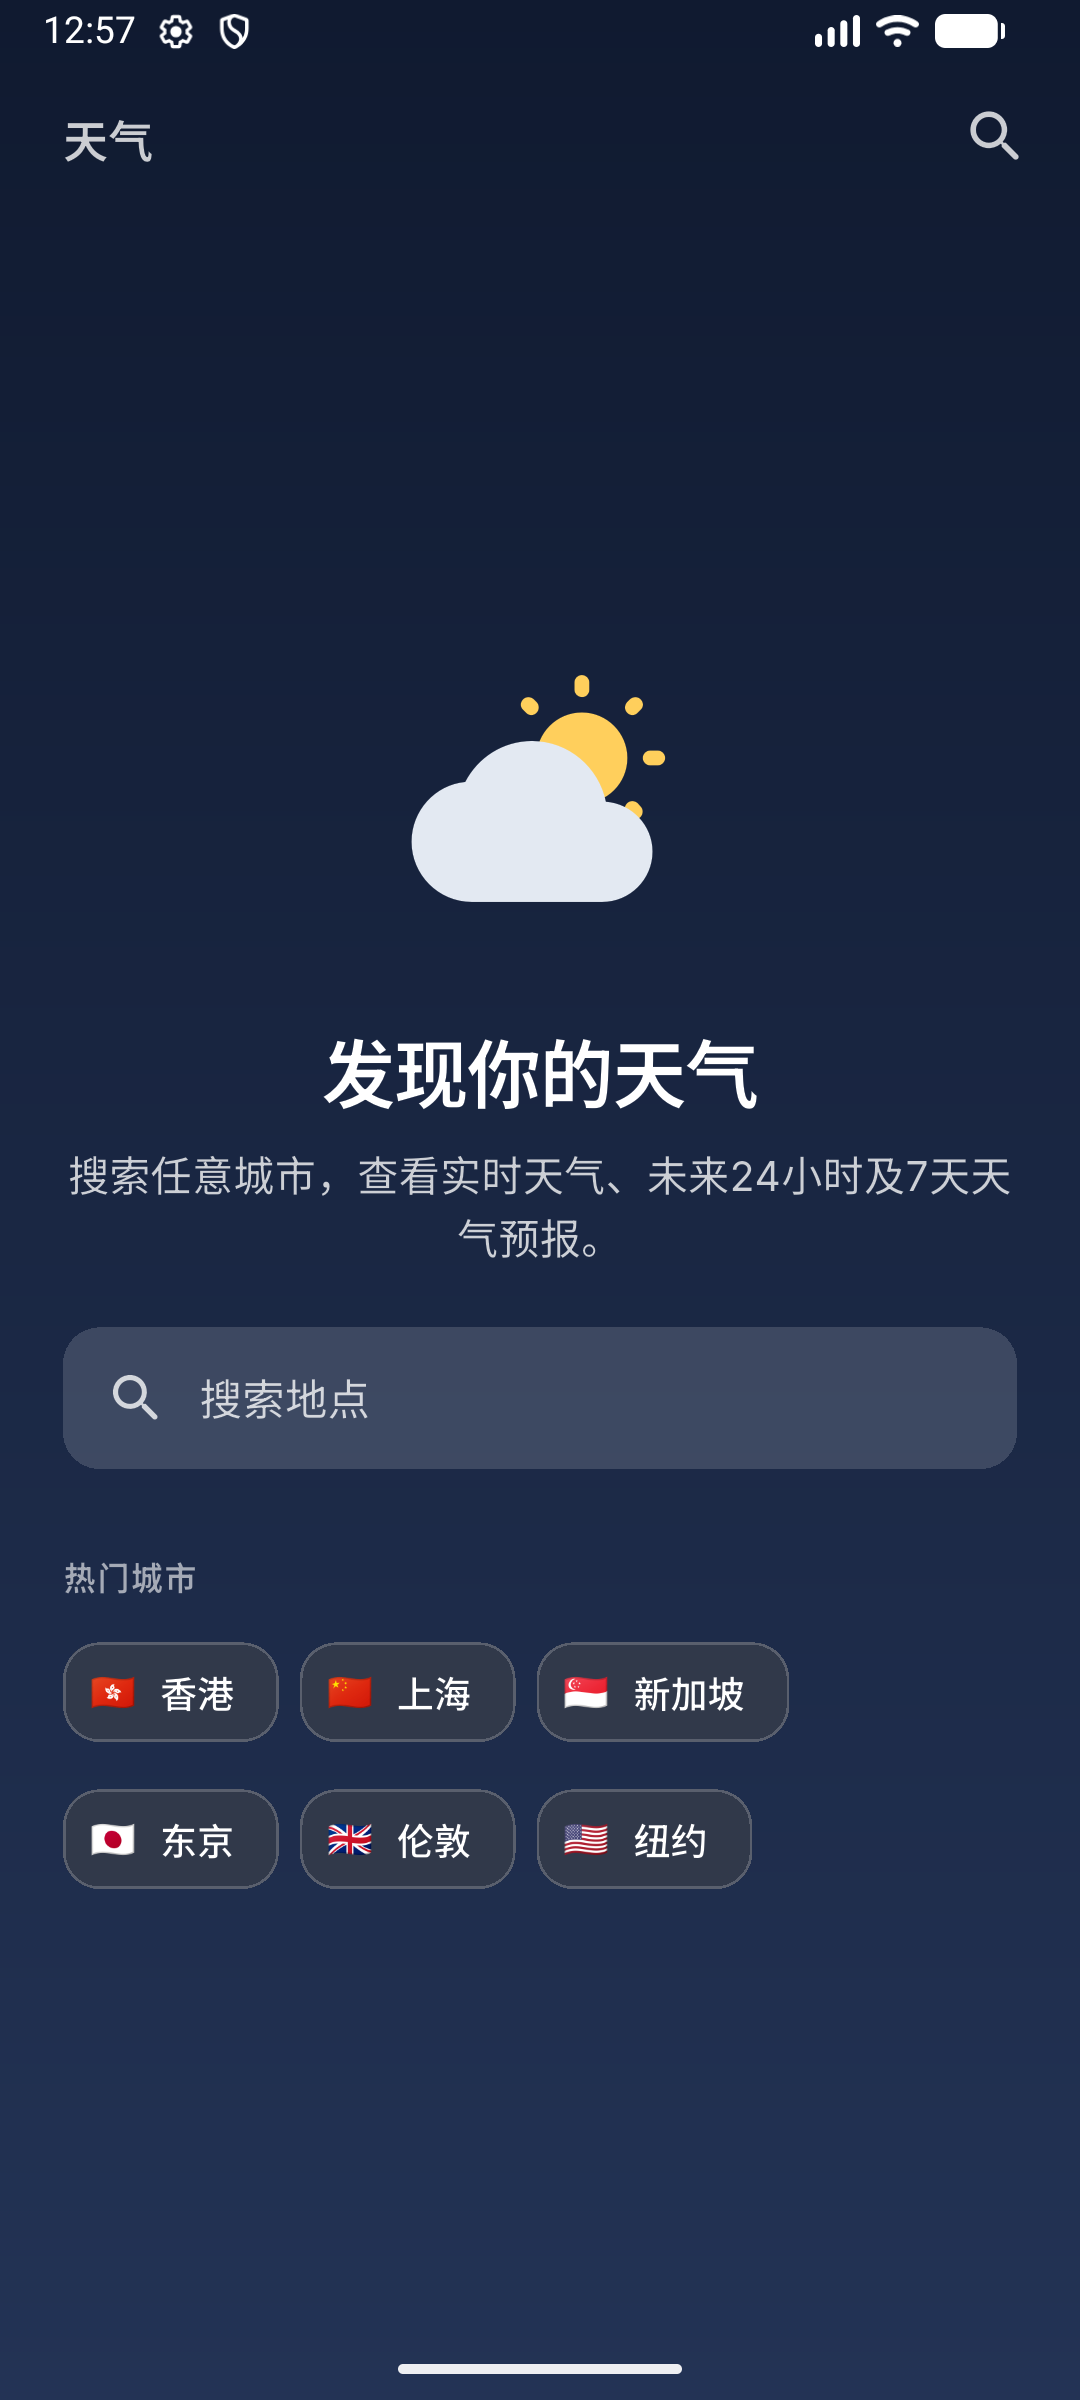 12:57
天气
发现你的天气
搜索任意城市，查看实时天气、未来24小时及7天天
气预报。
搜索地点
热门城市
香港
上海
新加坡
东京
伦敦
纽约